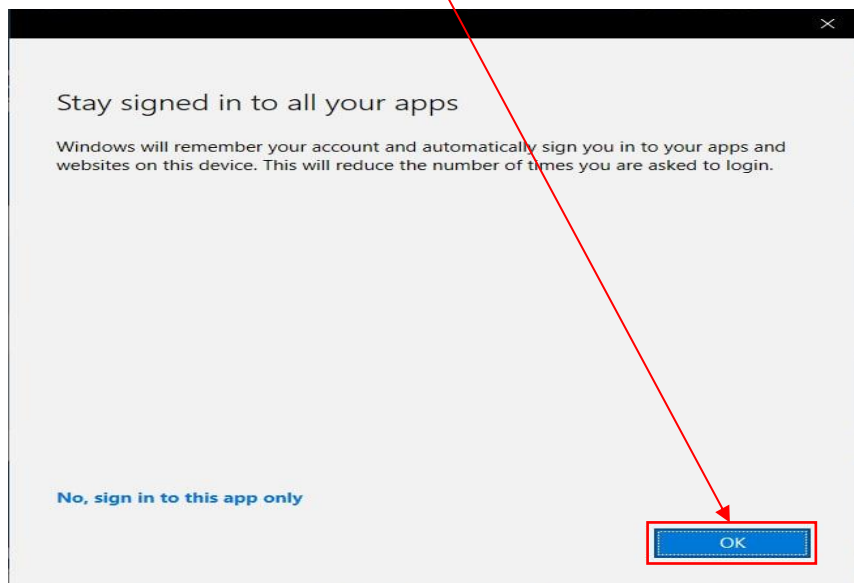 Stay signed in to all your apps
Windows will remember your account and automatically sign you in to your apps and
websites on this device. This will reduce the number of times you are asked to login.
No, sign in to this app only
OK